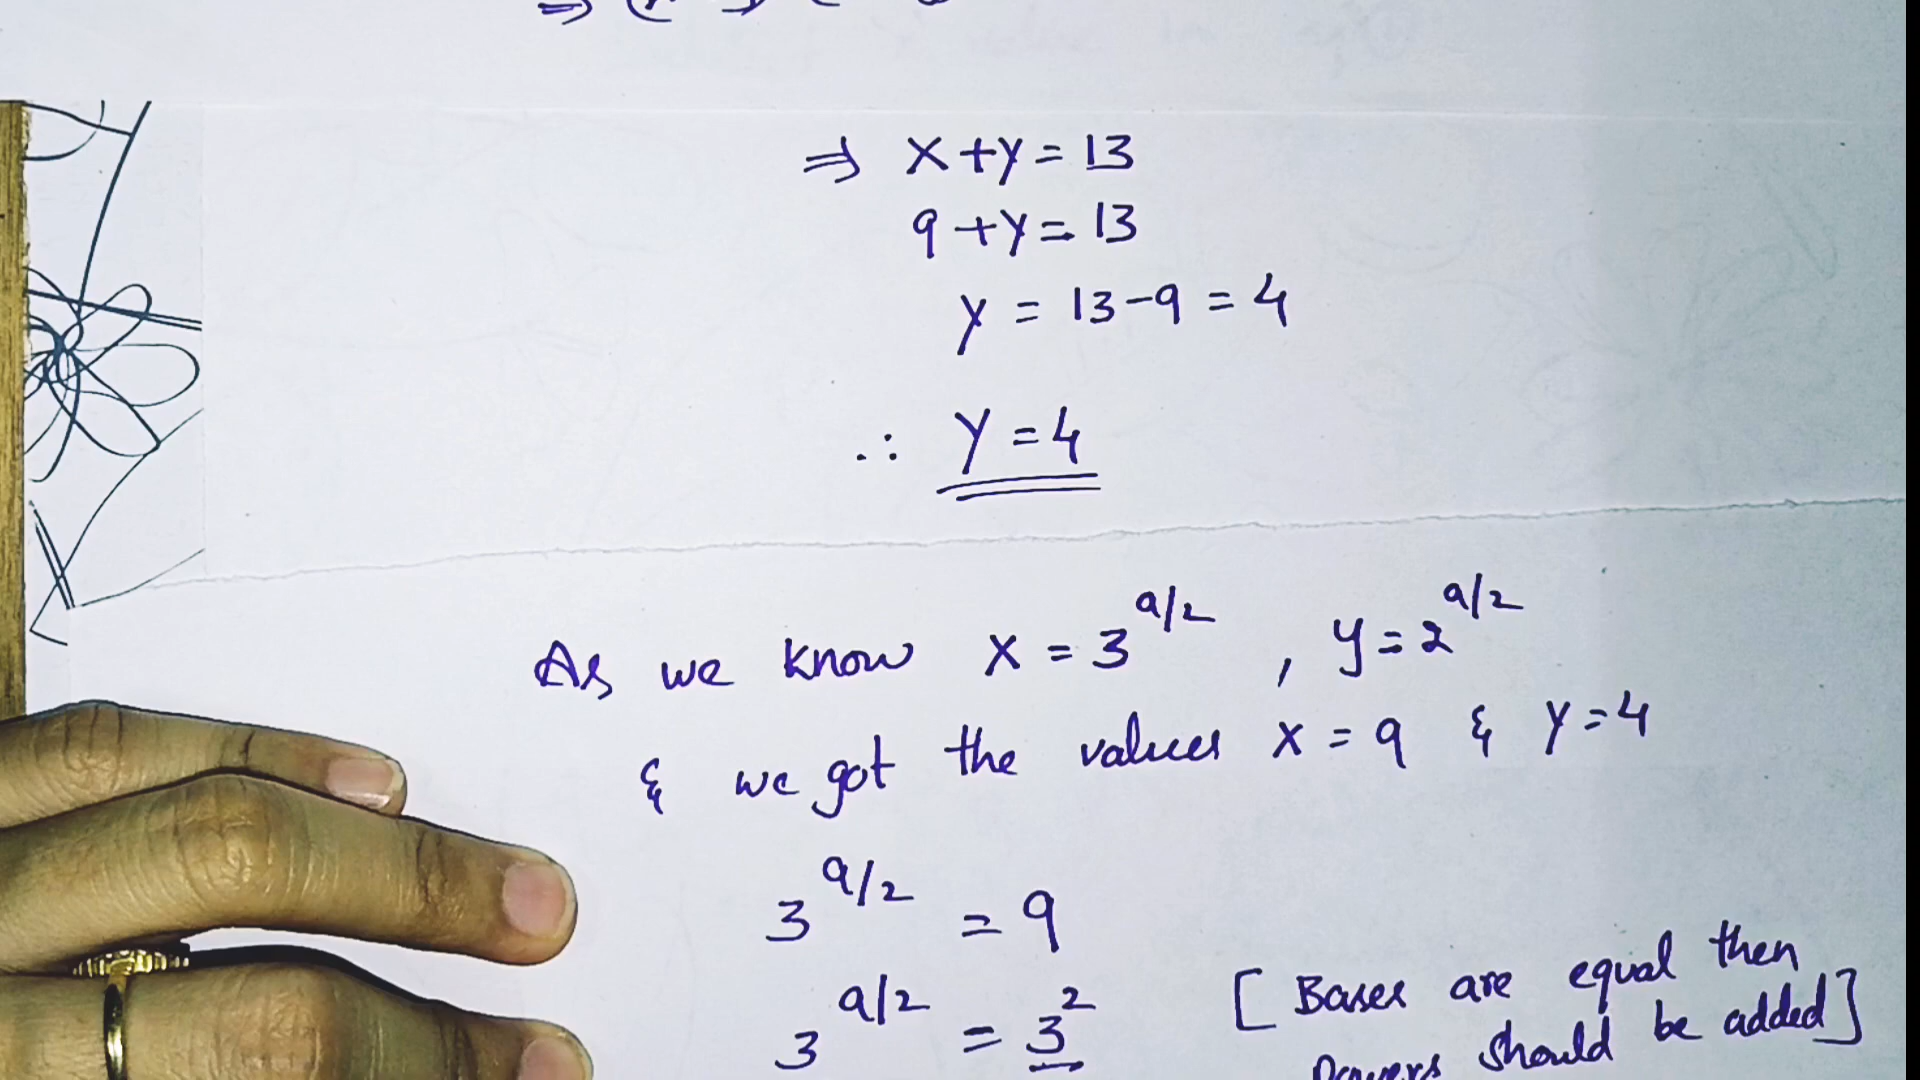 ⇒ x+y = 13
9+y = 13
y = 13-9 = 4
∴ y = 4
As we know x = 3^a/2 , y = 2^a/2
& we got the values x = 9 & y = 4
3^a/2 = 9
3^a/2 = 3^2 [Bases are equal then
Powers should be added]